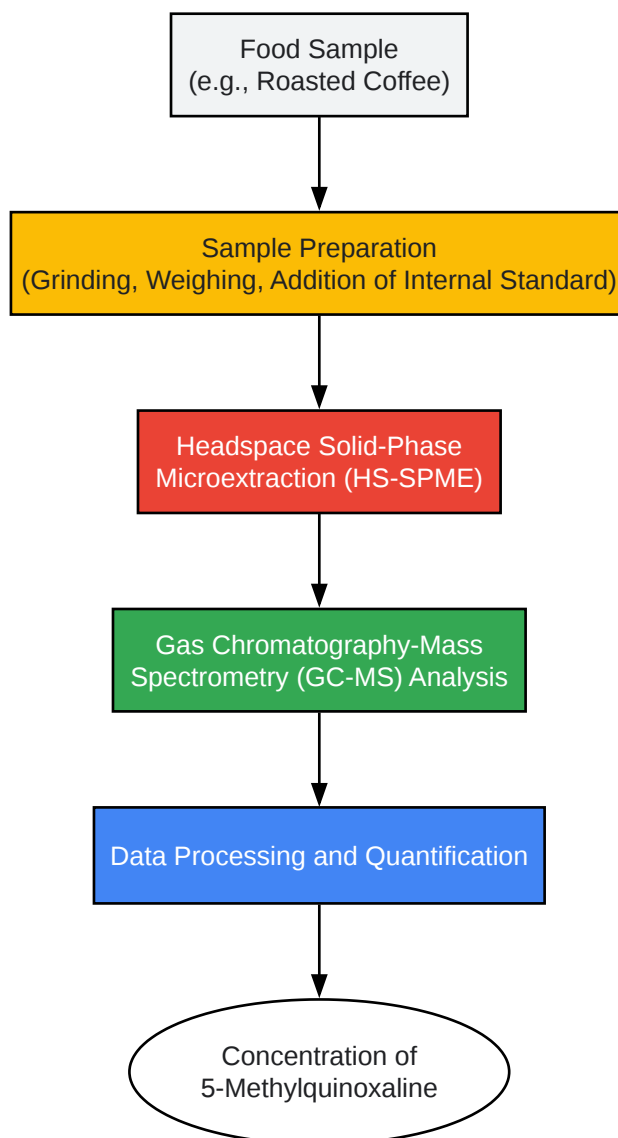 Food Sample
(e.g., Roasted Coffee)
Sample Preparation
(Grinding, Weighing, Addition of Internal Standard)
Headspace Solid-Phase
Microextraction (HS-SPME)
Gas Chromatography-Mass
Spectrometry (GC-MS) Analysis
Data Processing and Quantification
Concentration of
5-Methylquinoxaline